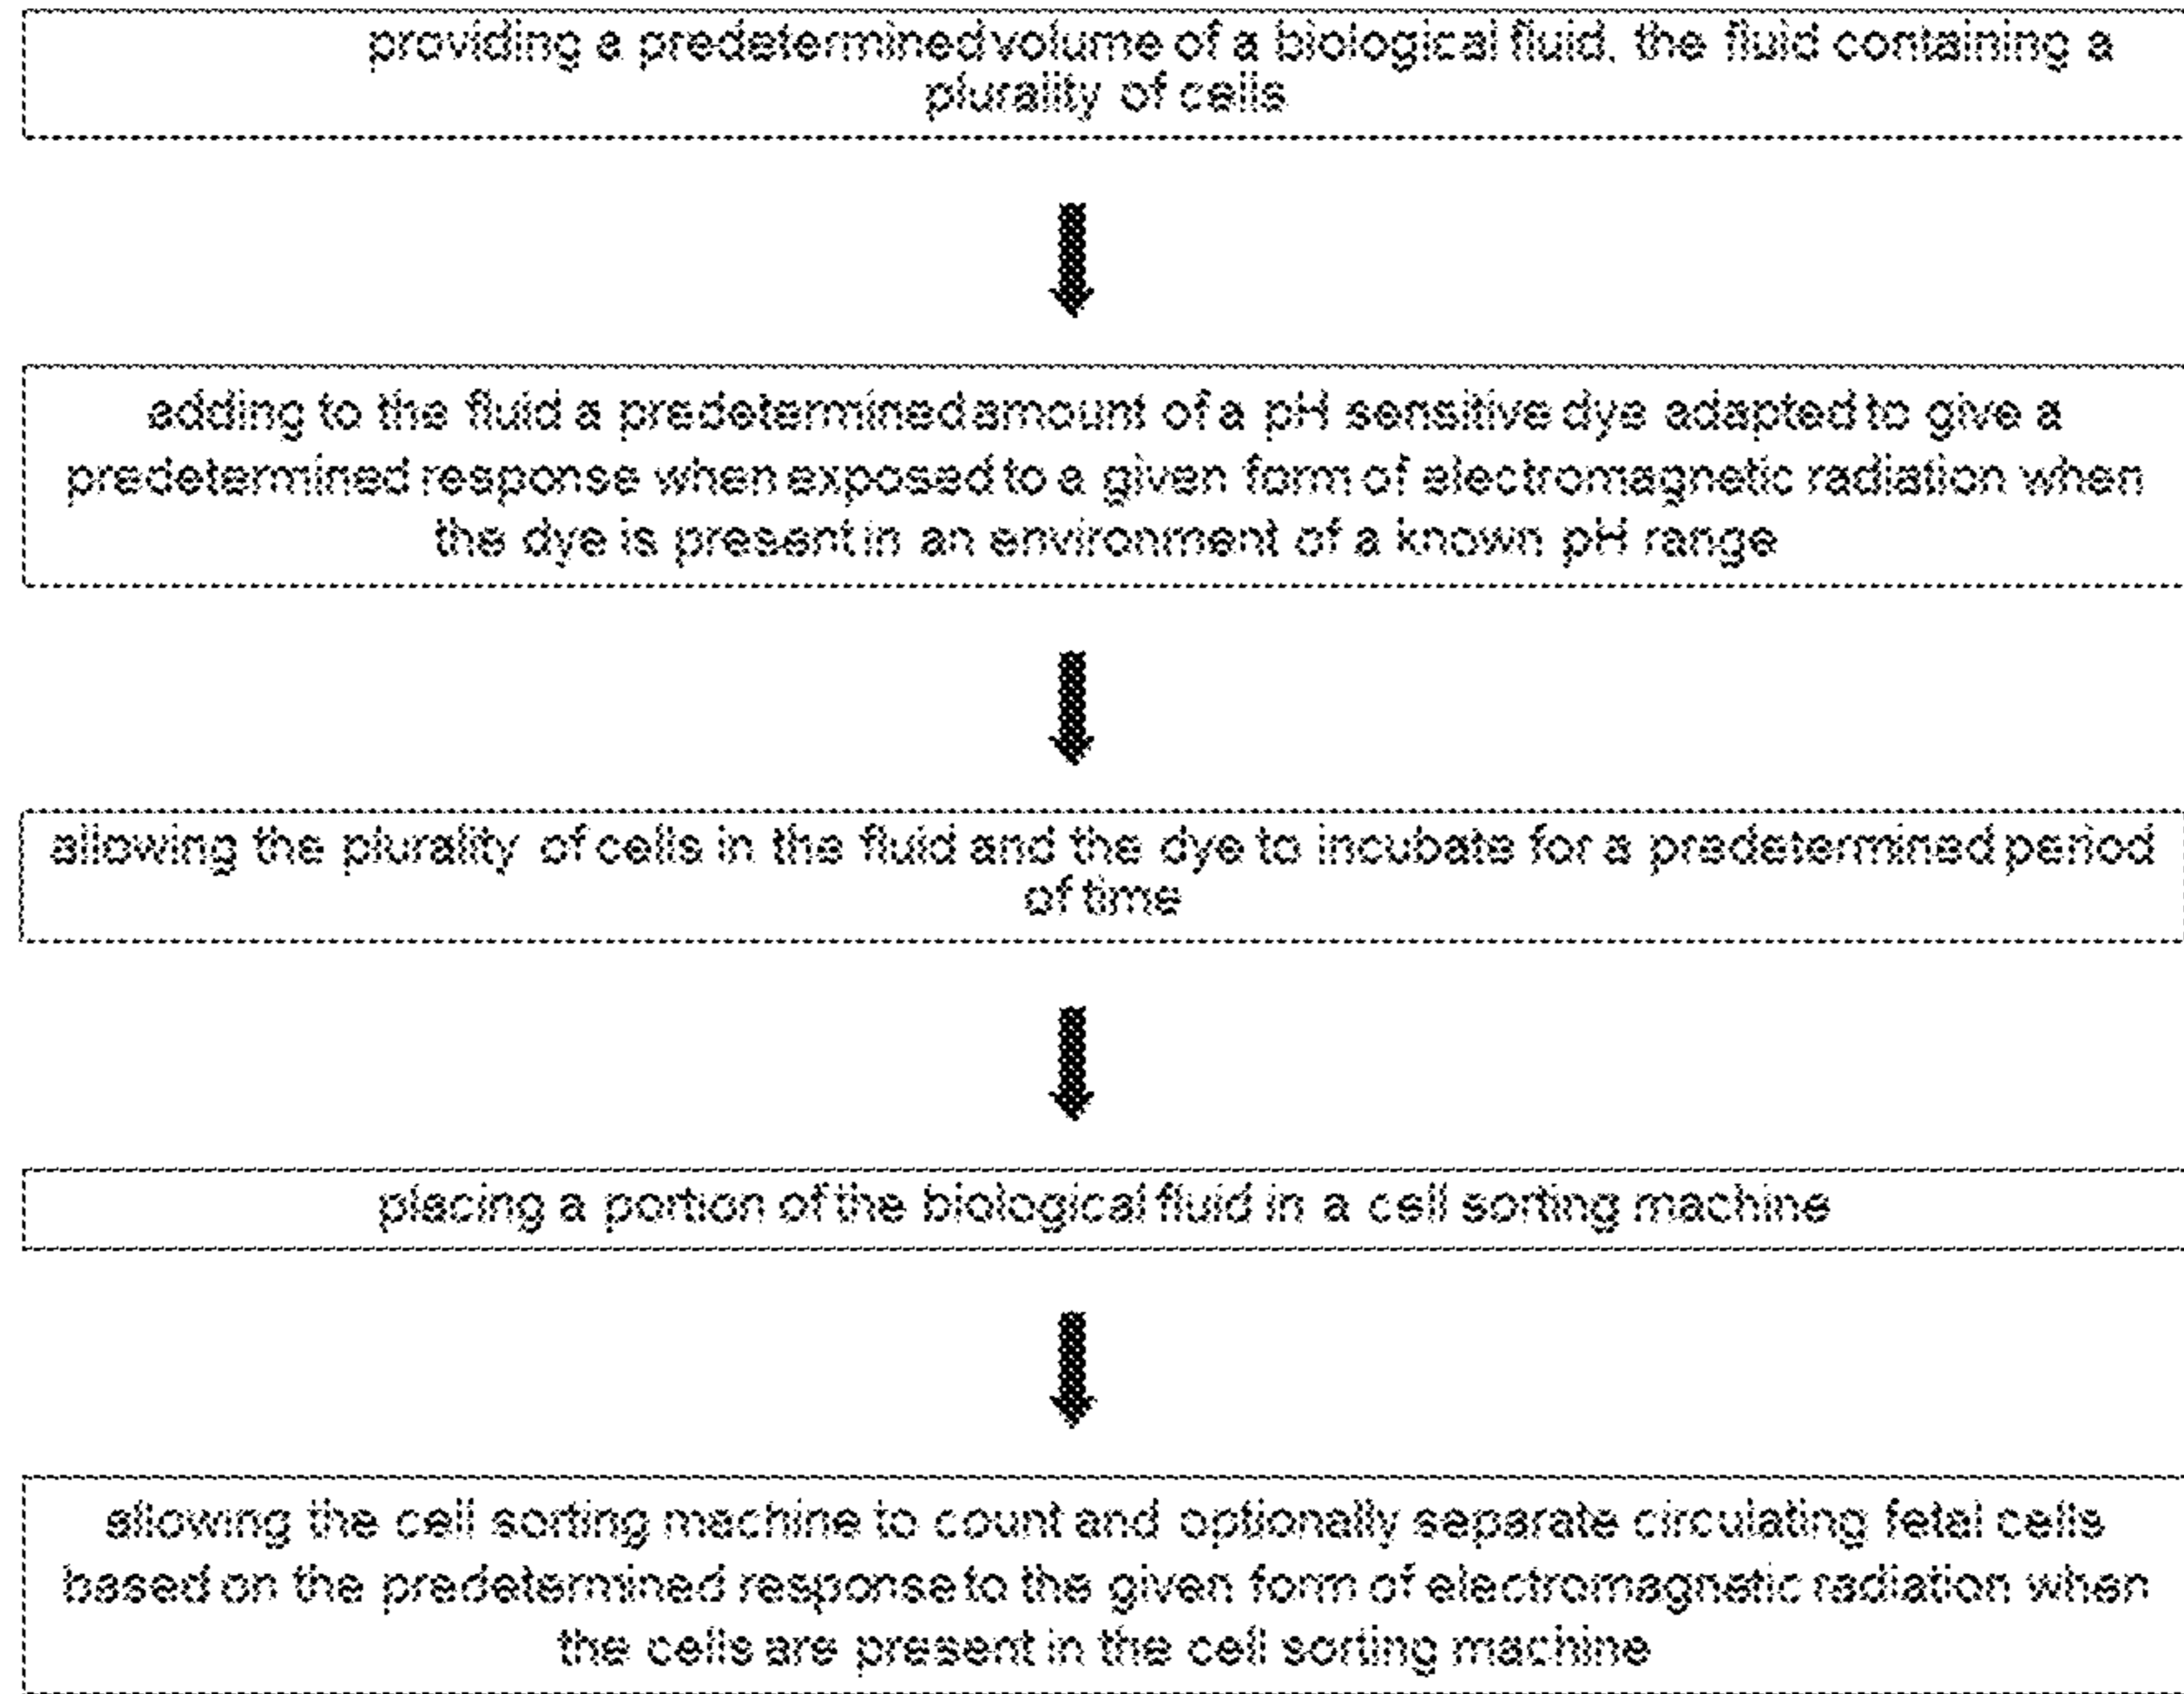 providing a predetermined volume of a biological fluid, the fluid containing a
plurality of cells
adding to the fluid a predetermined amount of a pH sensitive dye adapted to give a
predetermined response when exposed to a given form of electromagnetic radiation when
the dye is present in an environment of a known pH range
allowing the plurality of cells in the fluid and the dye to incubate for a predetermined period
of time
placing a portion of the biological fluid in a cell sorting machine
allowing the cell sorting machine to count and optionally separate circulating fetal cells
based on the predetermined response to the given form of electromagnetic radiation when
the cells are present in the cell sorting machine